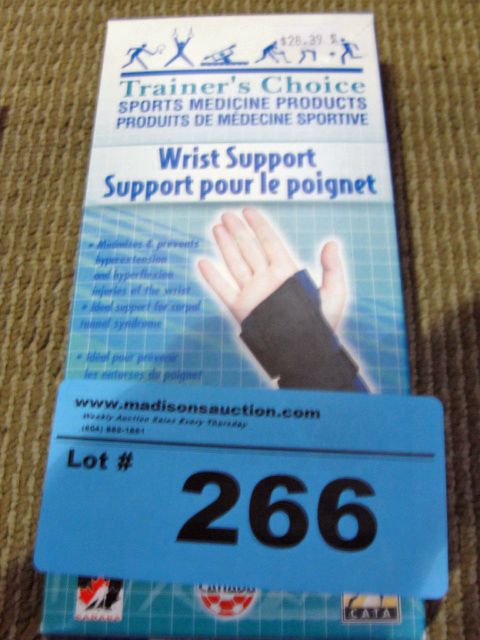 $28.39
Trainer's Choice
SPORTS MEDICINE PRODUCTS
PRODUITS DE MÉDECINE SPORTIVE
Wrist Support
Support pour le poignet
• Minimizes & prevents
hyperextension
and hyperflexion
injuries of the wrist
• Ideal support for carpal
tunnel syndrome
• Idéal pour prévenir
les entorses du poignet
www.madisonsauction.com
Weekly Auction Sales Every Thursday
Lot #
266
CANADA
CATA